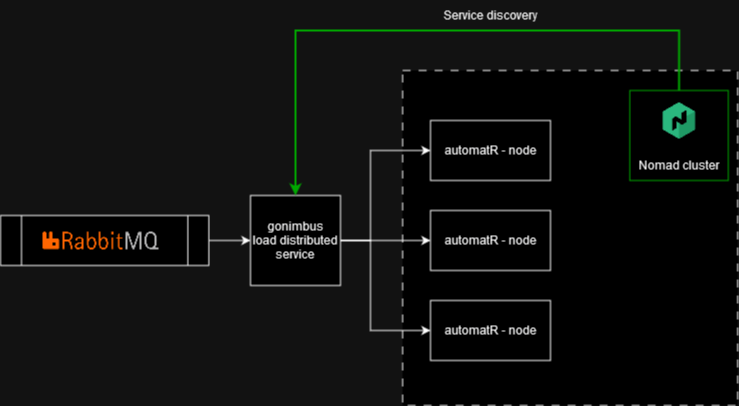 Service discovery
automatR - node
Nomad cluster
gonimbus
load distributed
service
RabbitMQ
automatR - node
automatR - node